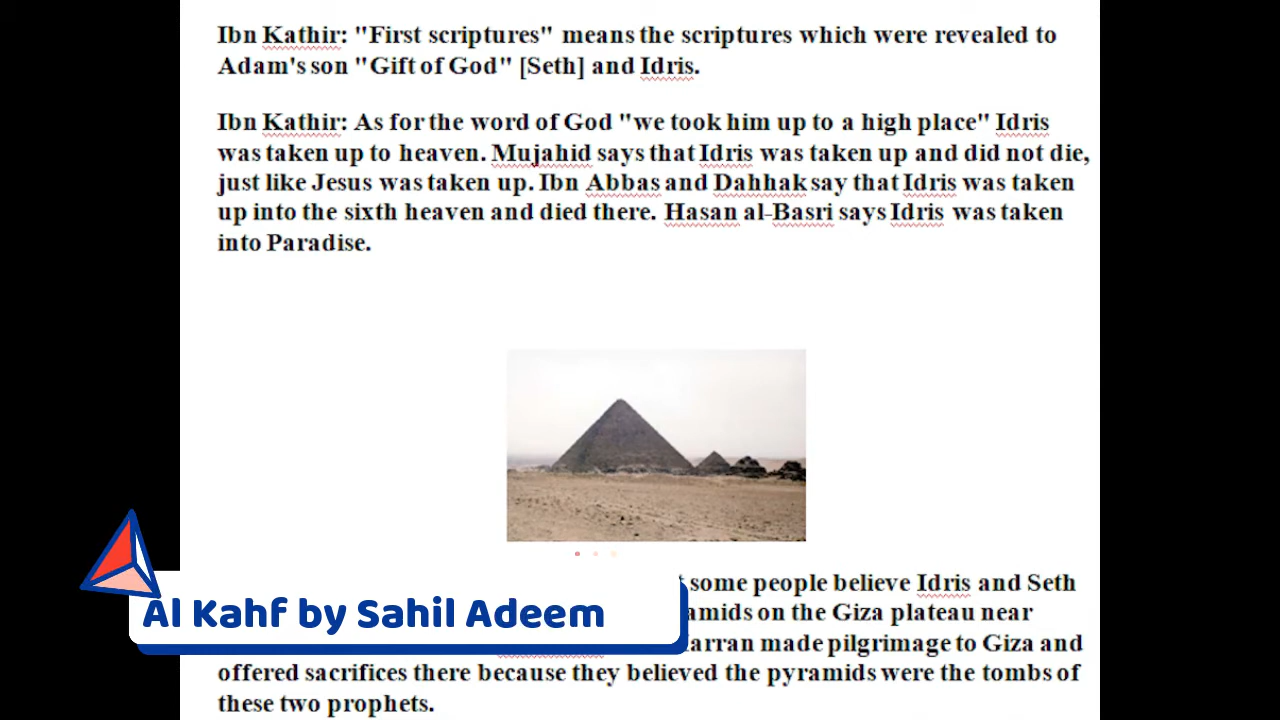 Ibn Kathir: "First scriptures" means the scriptures which were revealed to
Adam's son "Gift of God" [Seth] and Idris.
Ibn Kathir: As for the word of God "we took him up to a high place" Idris
was taken up to heaven. Mujahid says that Idris was taken up and did not die,
just like Jesus was taken up. Ibn Abbas and Dahhak say that Idris was taken
up into the sixth heaven and died there. Hasan al-Basri says Idris was taken
into Paradise.
some people believe Idris and Seth
on the Giza plateau near
made pilgrimage to Giza and
offered sacrifices there because they believed the pyramids were the tombs of
these two prophets.
Al Kahf by Sahil Adeem